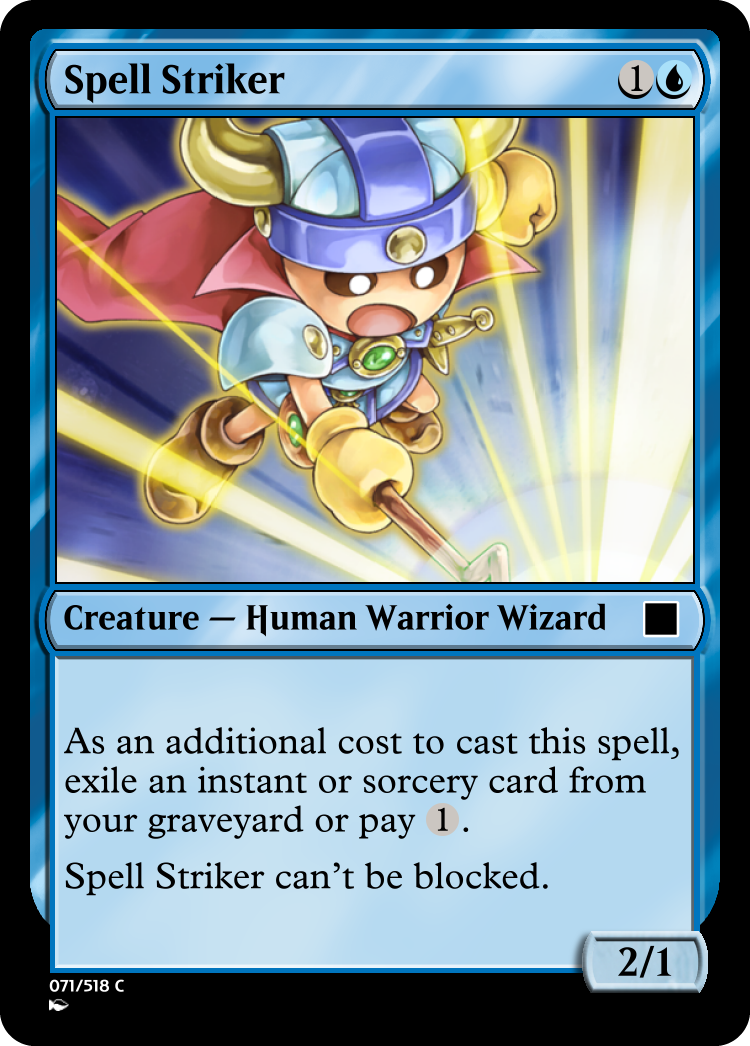 Spell Striker 1
Creature — Human Warrior Wizard
As an additional cost to cast this spell,
exile an instant or sorcery card from
your graveyard or pay 1.
Spell Striker can’t be blocked.
2/1
071/518 C